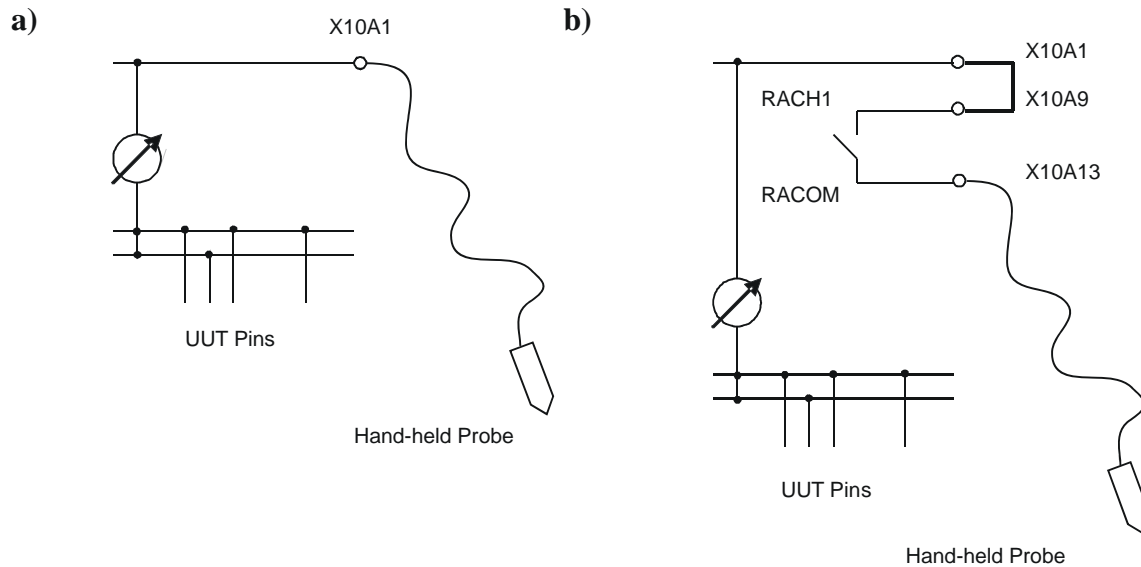 a)
X10A1
UUT Pins
Hand-held Probe
b)
X10A1
RACH1
X10A9
X10A13
RACOM
UUT Pins
Hand-held Probe